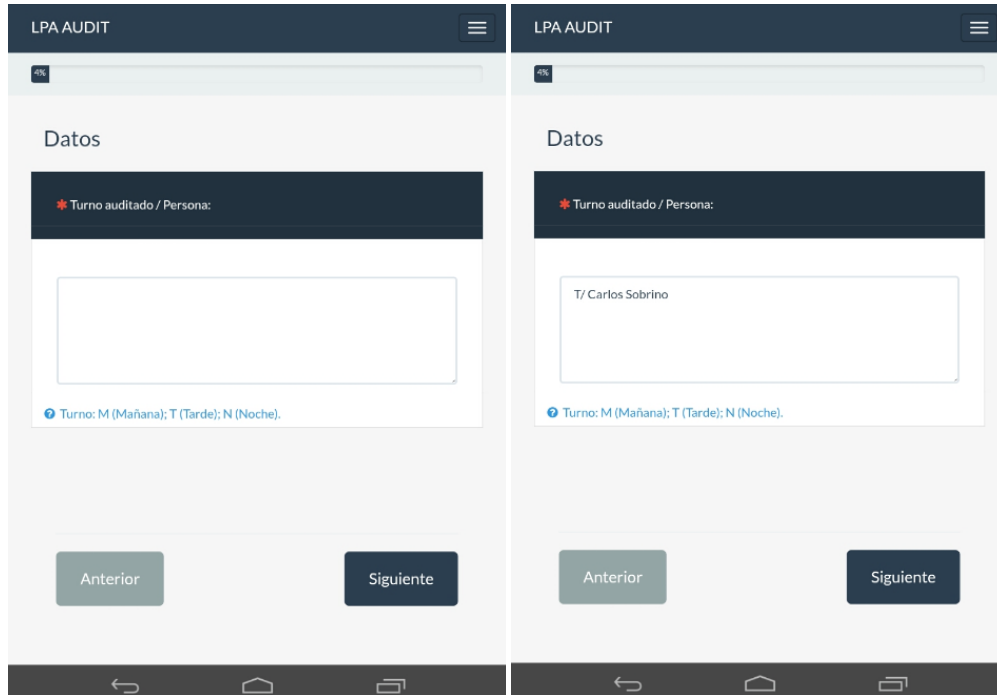 LPA AUDIT
4%
Datos
* Turno auditado / Persona:
Turno: M (Mañana); T (Tarde); N (Noche).
Anterior
Siguiente
LPA AUDIT
4%
Datos
* Turno auditado / Persona:
T/ Carlos Sobrino
Turno: M (Mañana); T (Tarde); N (Noche).
Anterior
Siguiente